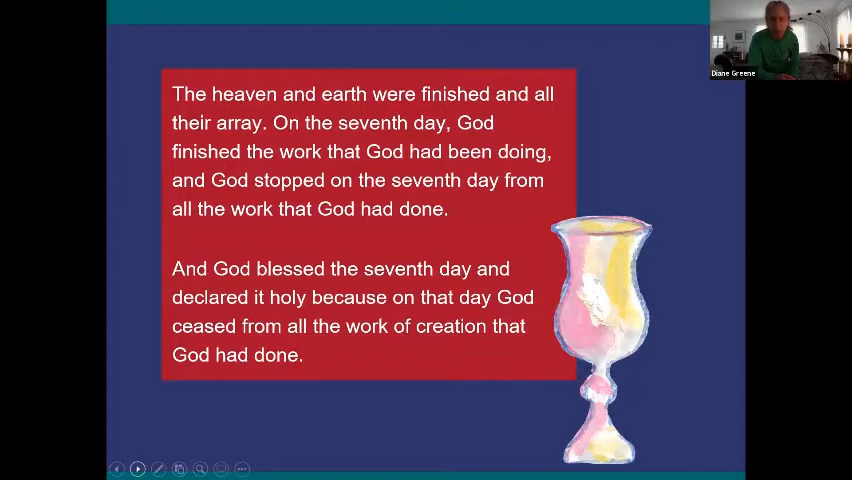 The heaven and earth were finished and all
their array. On the seventh day, God
finished the work that God had been doing,
and God stopped on the seventh day from
all the work that God had done.
And God blessed the seventh day and
declared it holy because on that day God
ceased from all the work of creation that
God had done.
Diane Greene